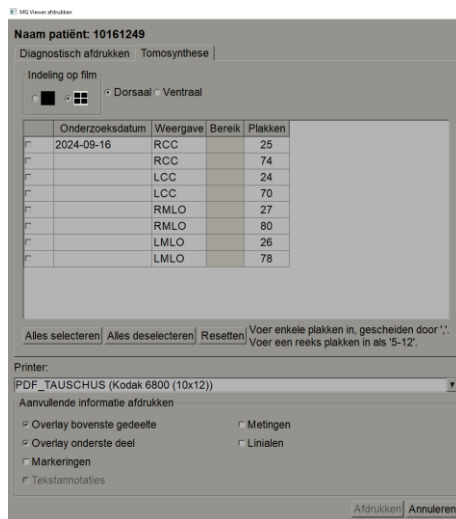 MG Viewer afdrukken
Naam patiënt: 10161249
Diagnostisch afdrukken Tomosynthese
Indeling op film
Dorsaal Ventraal
Onderzoeksdatum Weergave Bereik Plakken
2024-09-16 RCC 25
RCC 74
LCC 24
LCC 70
RMLO 27
RMLO 80
LMLO 26
LMLO 78
Alles selecteren Alles deselecteren Resetten Voer enkele plakken in, gescheiden door ','.
Voer een reeks plakken in als '5-12'.
Printer:
PDF_TAUSCHUS (Kodak 6800 (10x12))
Aanvullende informatie afdrukken
Overlay bovenste gedeelte Metingen
Overlay onderste deel Linialen
Markeringen
Tekstannotaties
Afdrukken Annuleren